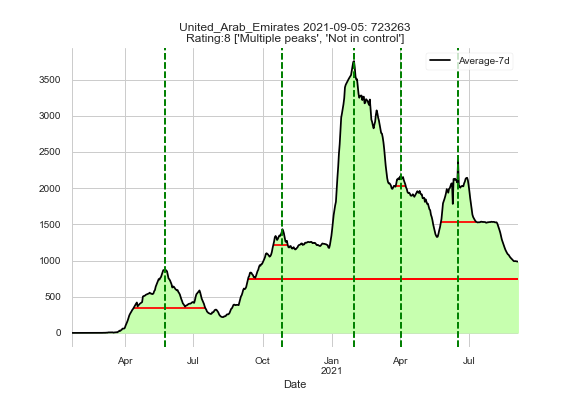 United_Arab_Emirates 2021-09-05: 723263
Rating:8 ['Multiple peaks', 'Not in control']
Average-7d
3500
3000
2500
2000
1500
1000
500
0
Apr
Jul
Oct
Jan
2021
Apr
Jul
Date